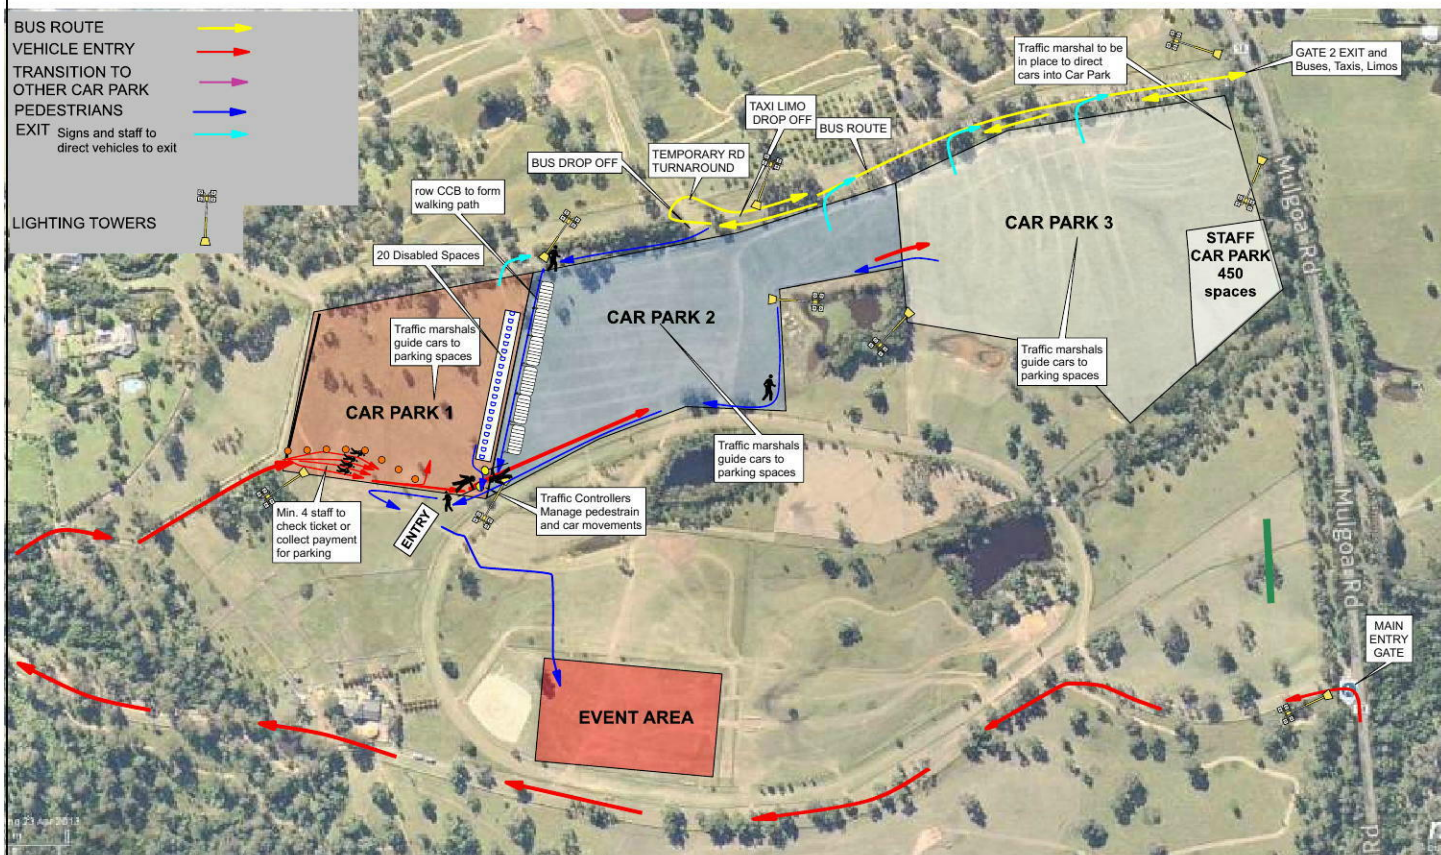 BUS ROUTE
VEHICLE ENTRY
TRANSITION TO
OTHER CAR PARK
PEDESTRIANS
EXIT Signs and staff to
direct vehicles to exit
LIGHTING TOWERS
Traffic marshal to be
in place to direct
cars into Car Park
GATE 2 EXIT and
Buses, Taxis, Limos
TAXI LIMO
DROP OFF
BUS ROUTE
TEMPORARY RD
TURNAROUND
BUS DROP OFF
row CCB to form
walking path
20 Disabled Spaces
CAR PARK 3
STAFF
CAR PARK
450
spaces
Mulgoa Rd
CAR PARK 2
Traffic marshals
guide cars to
parking spaces
CAR PARK 1
Traffic marshals
guide cars to
parking spaces
Traffic marshals
guide cars to
parking spaces
Min. 4 staff to
check ticket or
collect payment
for parking
ENTRY
Traffic Controllers
Manage pedestrain
and car movements
Mulgoa Rd
MAIN
ENTRY
GATE
EVENT AREA
23 Apr 2013
Rd